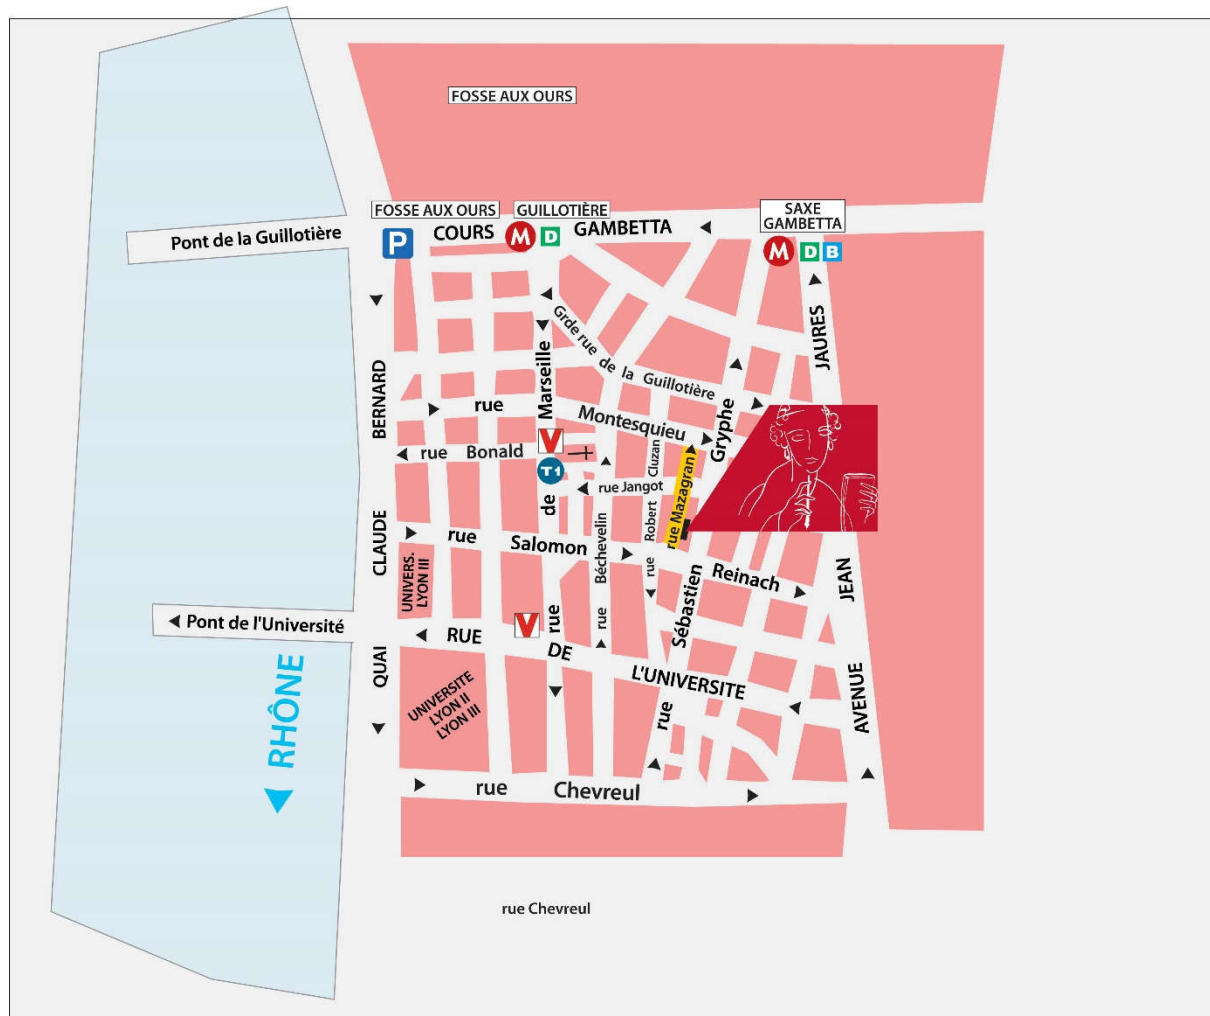 FOSSE AUX OURS
FOSSE AUX OURS
GUILLOTIÈRE
SAXE
GAMBETTA
Pont de la Guillotière
P
COURS
M
D
GAMBETTA
M
D
B
Grde rue de la Guillotière
JAURES
Marseille
BERNARD
rue
Montesquieu
Gryphe
rue Bonald
V
T1
Cluzan
rue Jangot
rue Mazagran
de
Robert
rue
Béchevelin
rue
CLAUDE
rue Salomon
Reinach
UNIVERS.
LYON III
JEAN
Sébastien
Pont de l'Université
RUE
V
rue
DE
L'UNIVERSITE
QUAI
RHÔNE
UNIVERSITE
LYON II
LYON III
rue
AVENUE
rue Chevreul
rue Chevreul